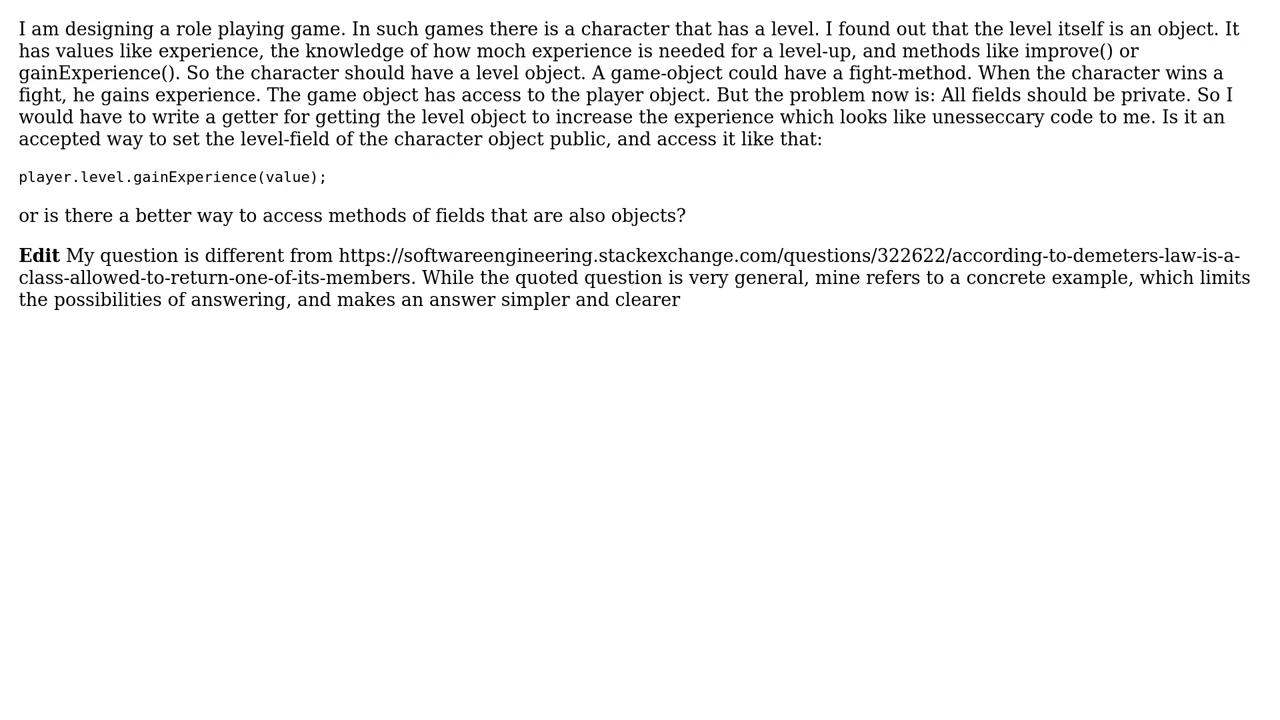 I am designing a role playing game. In such games there is a character that has a level. I found out that the level itself is an object. It
has values like experience, the knowledge of how moch experience is needed for a level-up, and methods like improve() or
gainExperience(). So the character should have a level object. A game-object could have a fight-method. When the character wins a
fight, he gains experience. The game object has access to the player object. But the problem now is: All fields should be private. So I
would have to write a getter for getting the level object to increase the experience which looks like unesseccary code to me. Is it an
accepted way to set the level-field of the character object public, and access it like that:
player.level.gainExperience(value);
or is there a better way to access methods of fields that are also objects?
Edit My question is different from https://softwareengineering.stackexchange.com/questions/322622/according-to-demeters-law-is-a-
class-allowed-to-return-one-of-its-members. While the quoted question is very general, mine refers to a concrete example, which limits
the possibilities of answering, and makes an answer simpler and clearer